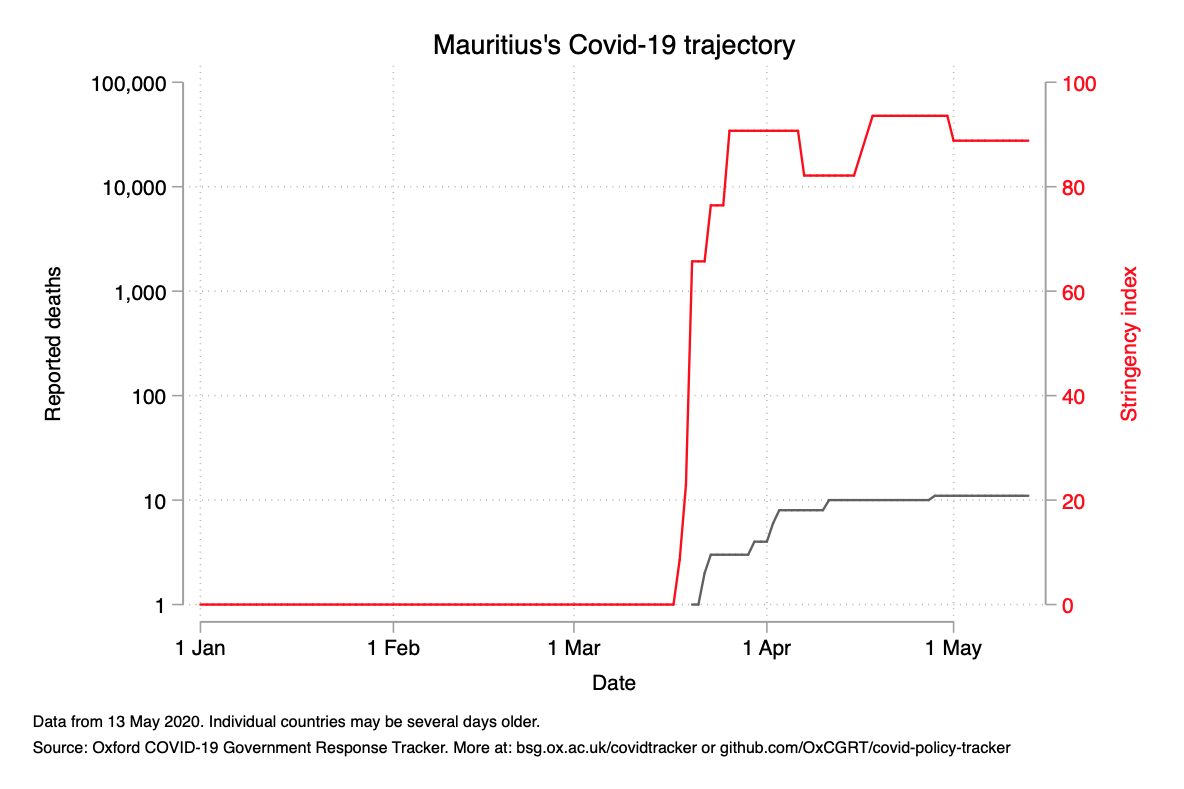 Mauritius's Covid-19 trajectory
100,000
10,000
1,000
100
10
1
Reported deaths
100
80
60
40
20
0
Stringency index
1 Jan
1 Feb
1 Mar
1 Apr
1 May
Date
Data from 13 May 2020. Individual countries may be several days older.
Source: Oxford COVID-19 Government Response Tracker. More at: bsg.ox.ac.uk/covidtracker or github.com/OxCGRT/covid-policy-tracker